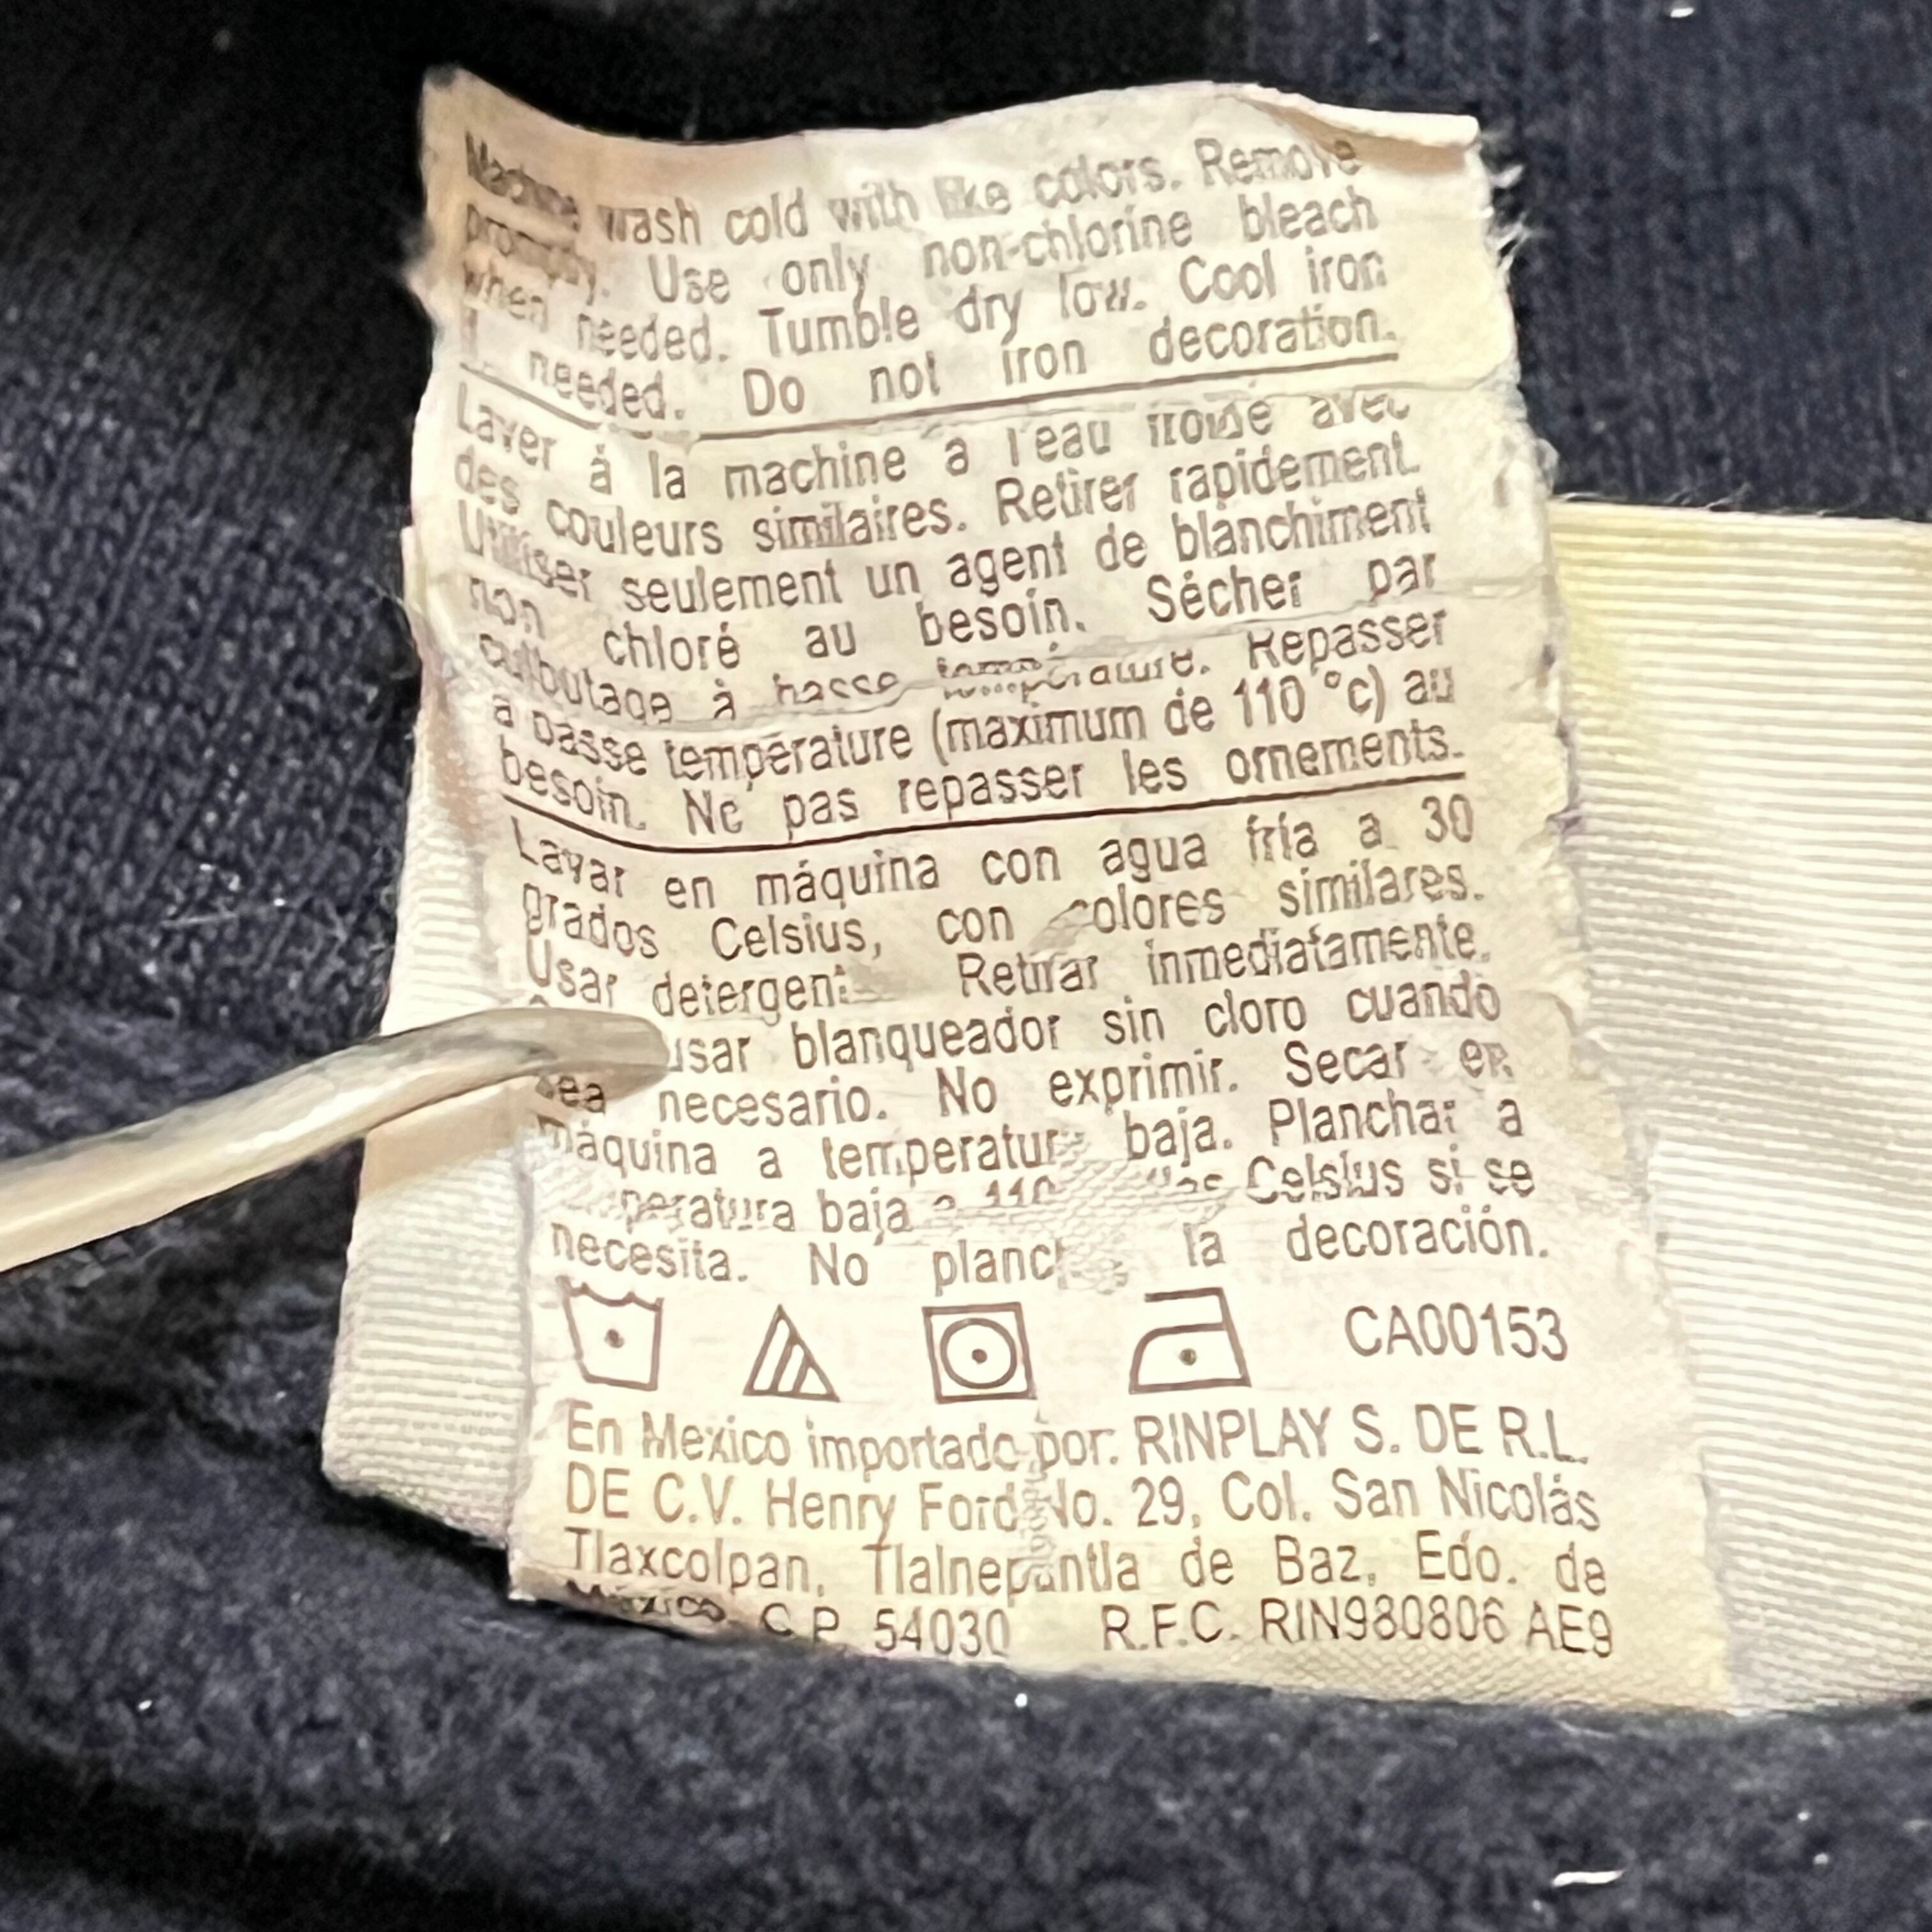 Machine wash cold with like colors. Remove
promptly. Use only non-chlorine bleach
when needed. Tumble dry low. Cool iron
needed. Do not iron decoration.
Laver à la machine à l'eau froide avec
des couleurs similaires. Retirer rapidement.
Utiliser seulement un agent de blanchiment
non chloré au besoin. Sécher par
culbutage à basse température. Repasser
à basse température (maximum de 110 °c) au
besoin. Ne pas repasser les ornements.
Lavar en máquina con agua fría a 30
grados Celsius, con colores similares.
Usar detergen Retirar inmediatamente.
usar blanqueador sin cloro cuando
sea necesario. No exprimir. Secar en
máquina a temperatura baja. Planchar a
peratura baja a 110 Celsius si se
necesita. No planch la decoración.
CA00153
En Mexico importado por: RINPLAY S. DE R.L.
DE C.V. Henry Ford No. 29, Col. San Nicolás
Tlaxcolpan, Tlalnepantla de Baz, Edo. de
México. C.P. 54030 R.F.C. RIN980806 AE9